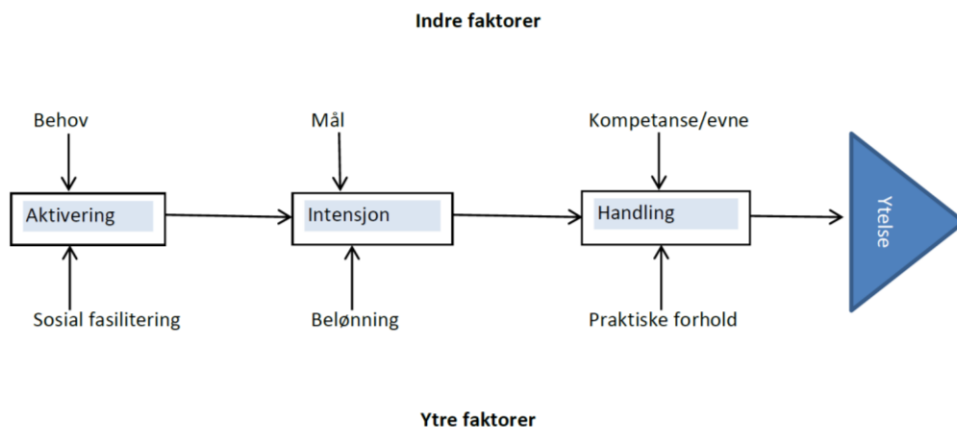 Indre faktorer
Behov
Mål
Kompetanse/evne
Aktivering
Intensjon
Handling
Ytelse
Sosial fasilitering
Belønning
Praktiske forhold
Ytre faktorer